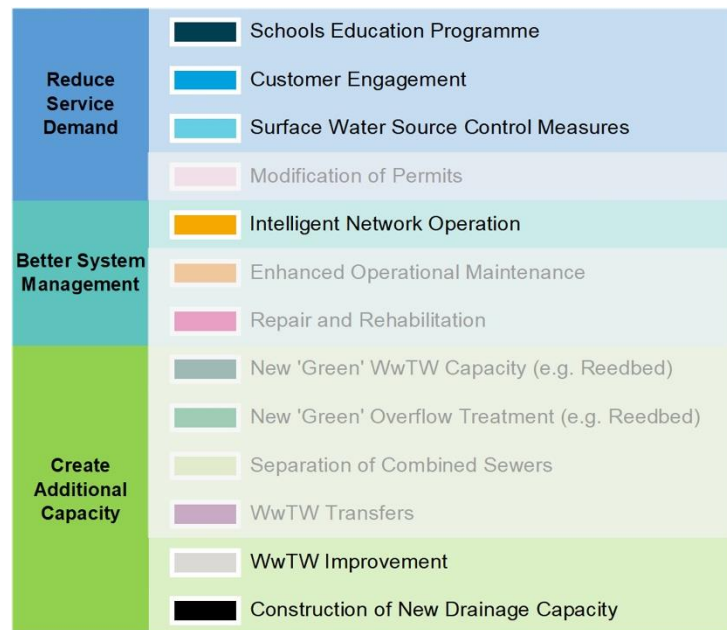 Reduce
Service
Demand
Schools Education Programme
Customer Engagement
Surface Water Source Control Measures
Modification of Permits
Better System
Management
Intelligent Network Operation
Enhanced Operational Maintenance
Repair and Rehabilitation
Create
Additional
Capacity
New 'Green' WwTW Capacity (e.g. Reedbed)
New 'Green' Overflow Treatment (e.g. Reedbed)
Separation of Combined Sewers
WwTW Transfers
WwTW Improvement
Construction of New Drainage Capacity